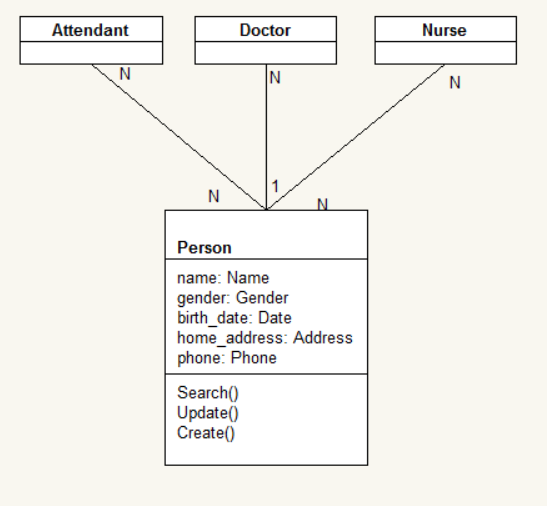 Attendant
Doctor
Nurse
N
N
N
N
1
N
Person
name: Name
gender: Gender
birth_date: Date
home_address: Address
phone: Phone
Search()
Update()
Create()